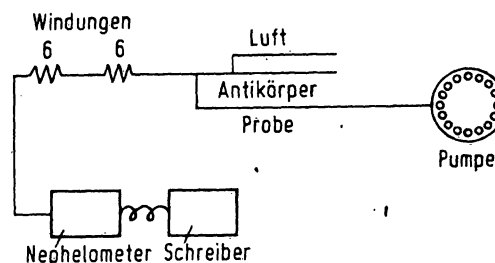 Windungen
6 6
Luft
Antikörper
Probe
Pumpe
Nephelometer Schreiber